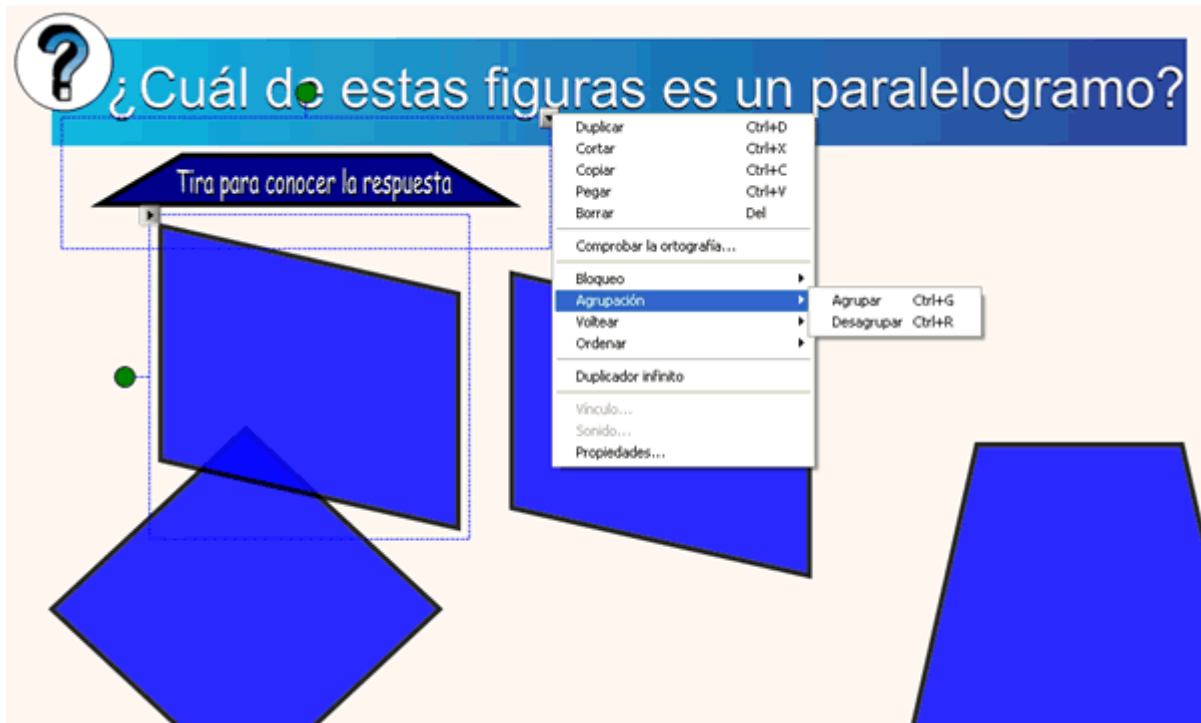 ¿Cuál de estas figuras es un paralelogramo?
Tira para conocer la respuesta
Duplicar Ctrl+D
Cortar Ctrl+X
Copiar Ctrl+C
Pegar Ctrl+V
Borrar Del
Comprobar la ortografía...
Bloqueo
Agrupación
Voltear
Ordenar
Duplicador infinito
Vínculo...
Sonido...
Propiedades...
Agrupar Ctrl+G
Desagrupar Ctrl+R